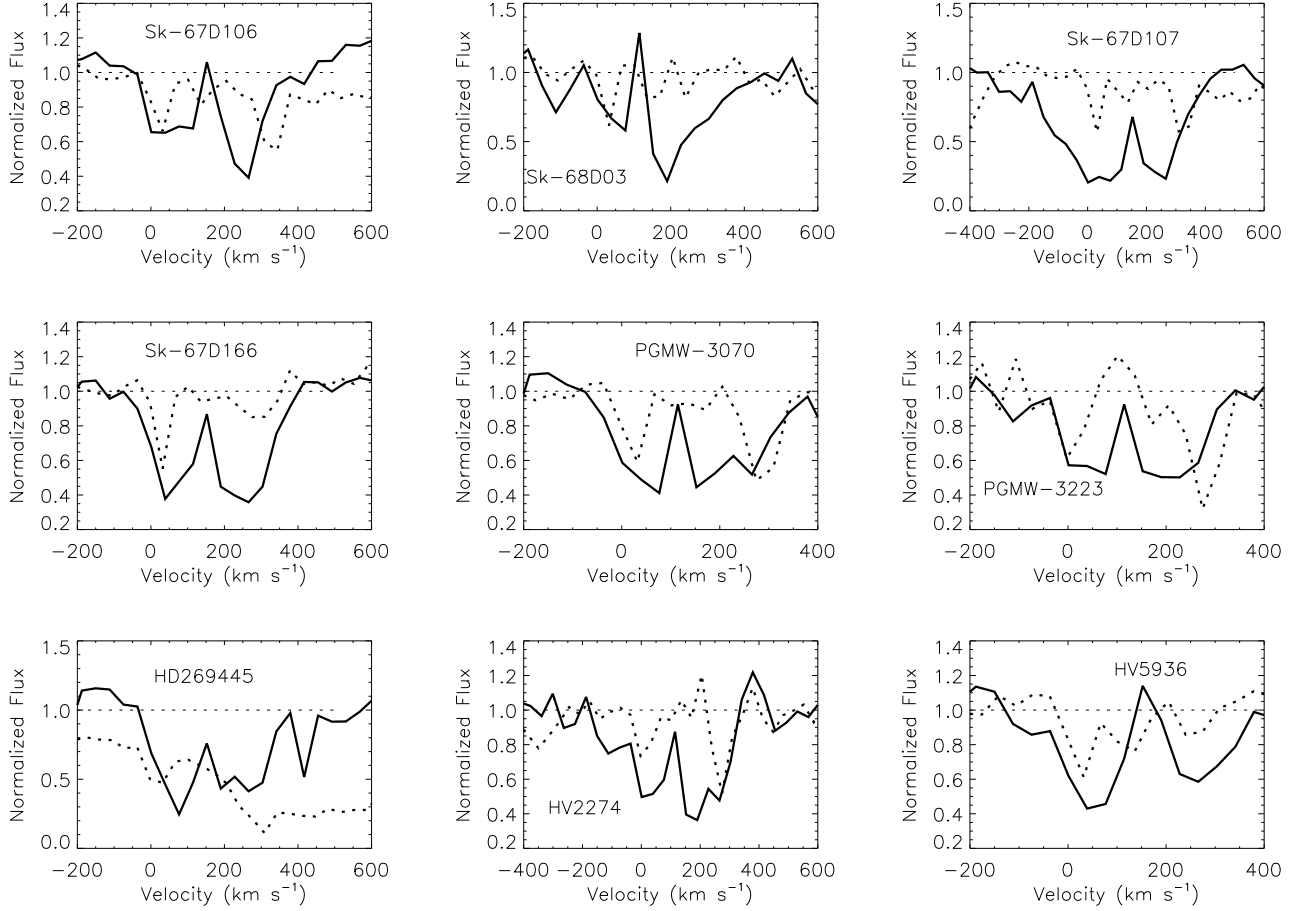 Sk-67D106
Normalized Flux
1.4
1.2
1.0
0.8
0.6
0.4
0.2
-200 0 200 400 600
Velocity (km s-1)
Sk-68D03
Normalized Flux
1.5
1.0
0.5
0.0
-200 0 200 400 600
Velocity (km s-1)
Sk-67D107
Normalized Flux
1.5
1.0
0.5
0.0
-400 -200 0 200 400 600
Velocity (km s-1)
Sk-67D166
Normalized Flux
1.4
1.2
1.0
0.8
0.6
0.4
0.2
-200 0 200 400 600
Velocity (km s-1)
PGMW-3070
Normalized Flux
1.4
1.2
1.0
0.8
0.6
0.4
0.2
-200 0 200 400
Velocity (km s-1)
PGMW-3223
Normalized Flux
1.4
1.2
1.0
0.8
0.6
0.4
0.2
-200 0 200 400
Velocity (km s-1)
HD269445
Normalized Flux
1.5
1.0
0.5
0.0
-200 0 200 400 600
Velocity (km s-1)
HV2274
Normalized Flux
1.4
1.2
1.0
0.8
0.6
0.4
0.2
-400 -200 0 200 400 600
Velocity (km s-1)
HV5936
Normalized Flux
1.4
1.2
1.0
0.8
0.6
0.4
0.2
-200 0 200 400
Velocity (km s-1)